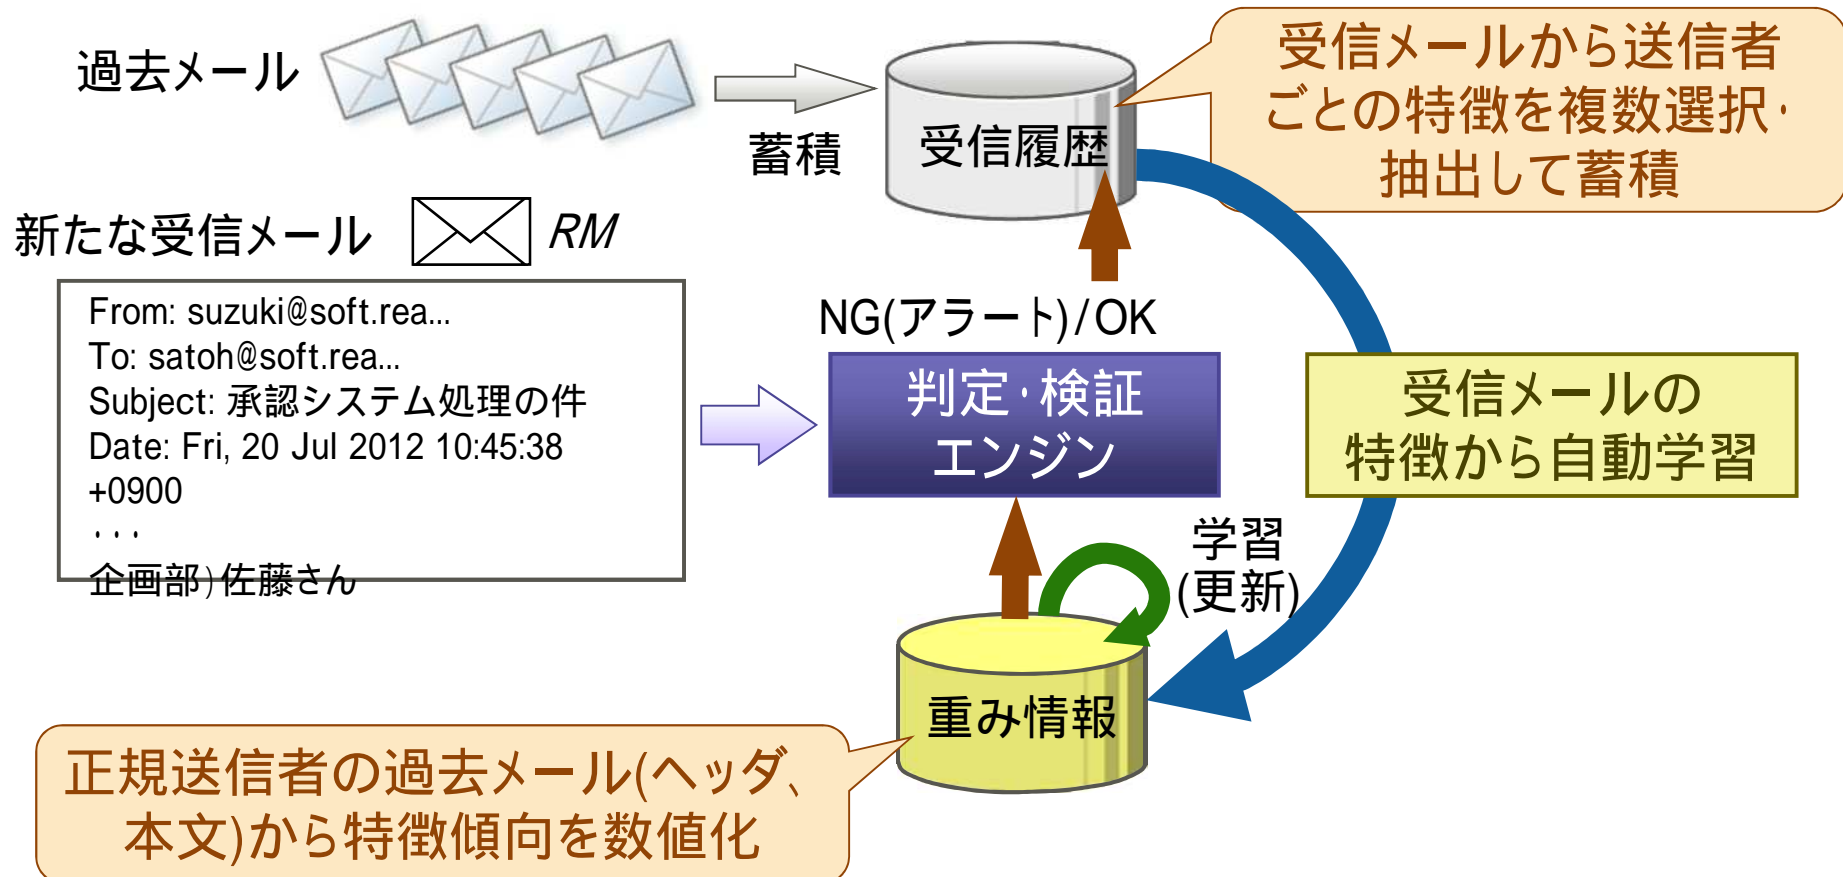 過去メール
蓄積
受信履歴
受信メールから送信者
ごとの特徴を複数選択・
抽出して蓄積
新たな受信メール
RM
From: suzuki@soft.rea...
To: satoh@soft.rea...
Subject: 承認システム処理の件
Date: Fri, 20 Jul 2012 10:45:38
+0900
・・・
企画部)佐藤さん
NG(アラート)/OK
判定・検証
エンジン
受信メールの
特徴から自動学習
学習
(更新)
重み情報
正規送信者の過去メール(ヘッダ、
本文)から特徴傾向を数値化